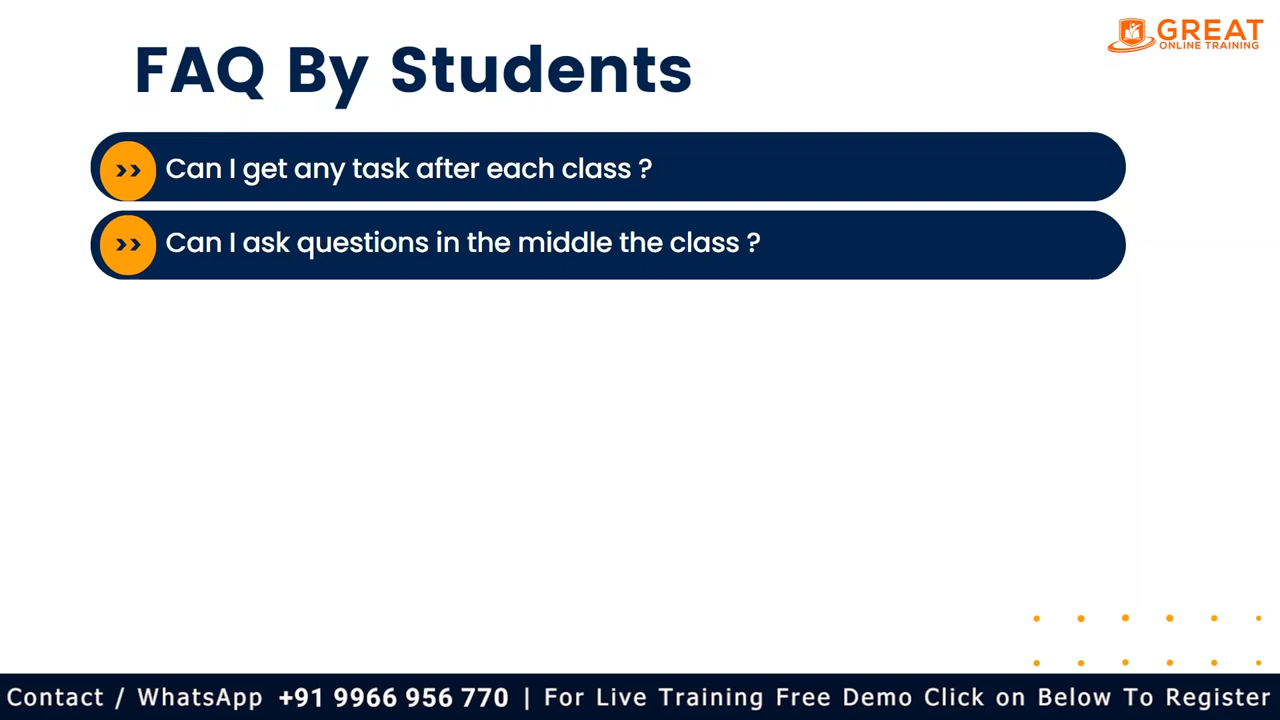 GREAT
ONLINE TRAINING
FAQ By Students
>> Can I get any task after each class ?
>> Can I ask questions in the middle the class ?
Contact / WhatsApp +91 9966 956 770 | For Live Training Free Demo Click on Below To Register